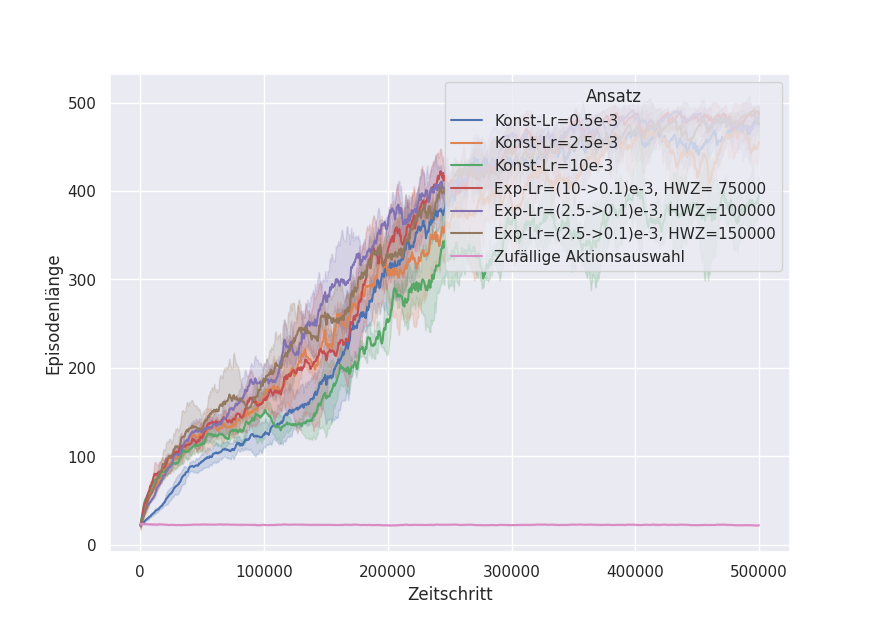 500
400
300
200
100
0
Episodenlänge
Ansatz
Konst-Lr=0.5e-3
Konst-Lr=2.5e-3
Konst-Lr=10e-3
Exp-Lr=(10->0.1)e-3, HWZ= 75000
Exp-Lr=(2.5->0.1)e-3, HWZ=100000
Exp-Lr=(2.5->0.1)e-3, HWZ=150000
Zufällige Aktionsauswahl
0 100000 200000 300000 400000 500000
Zeitschritt